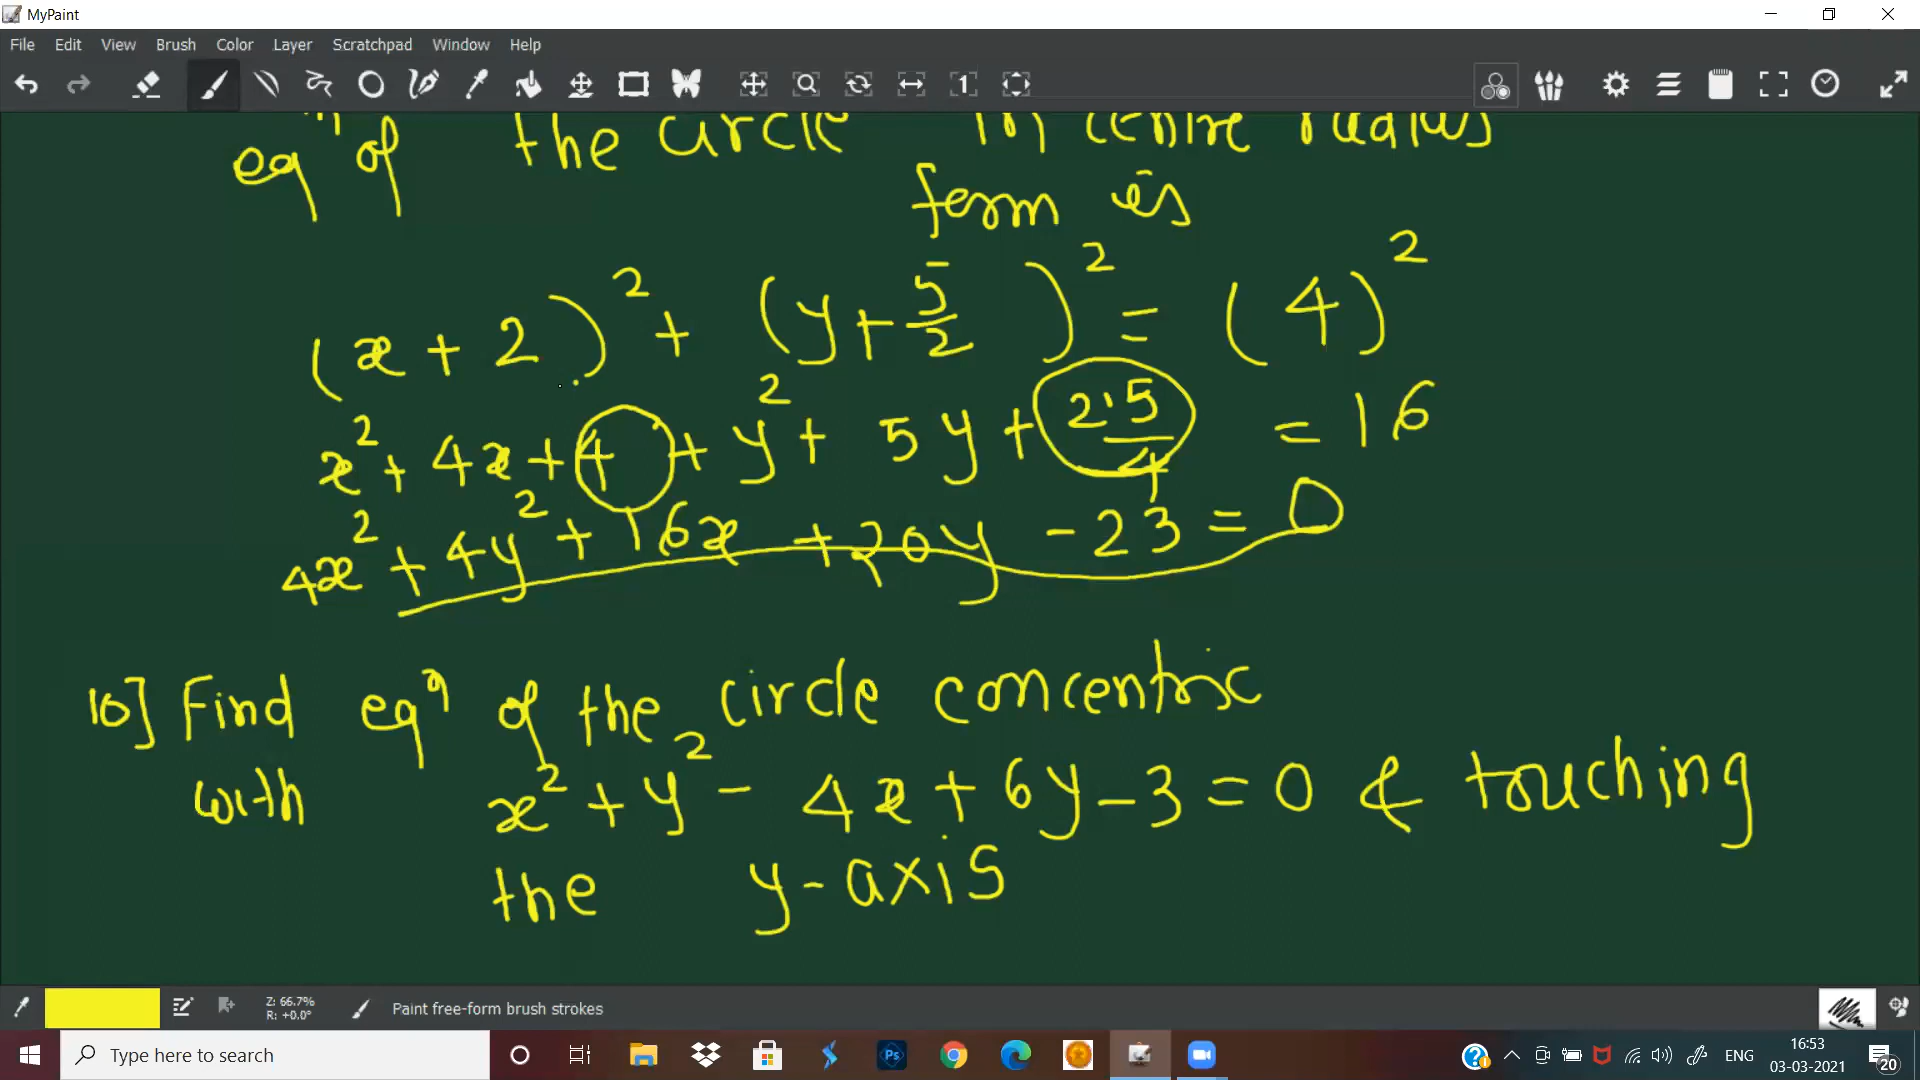 MyPaint
File Edit View Brush Color Layer Scratchpad Window Help
eqⁿ of the circle in centre radius
form is
(x + 2)² + (y + 5/2)² = (4)²
x² + 4x + 4 + y² + 5y + 25/4 = 16
4x² + 4y² + 16x + 20y - 23 = 0
10] Find eqⁿ of the circle concentric
with x² + y² - 4x + 6y - 3 = 0 & touching
the y-axis
Z: 66.7%
R: +0.0°
Paint free-form brush strokes
Type here to search
Ps
ENG
16:53
03-03-2021
20